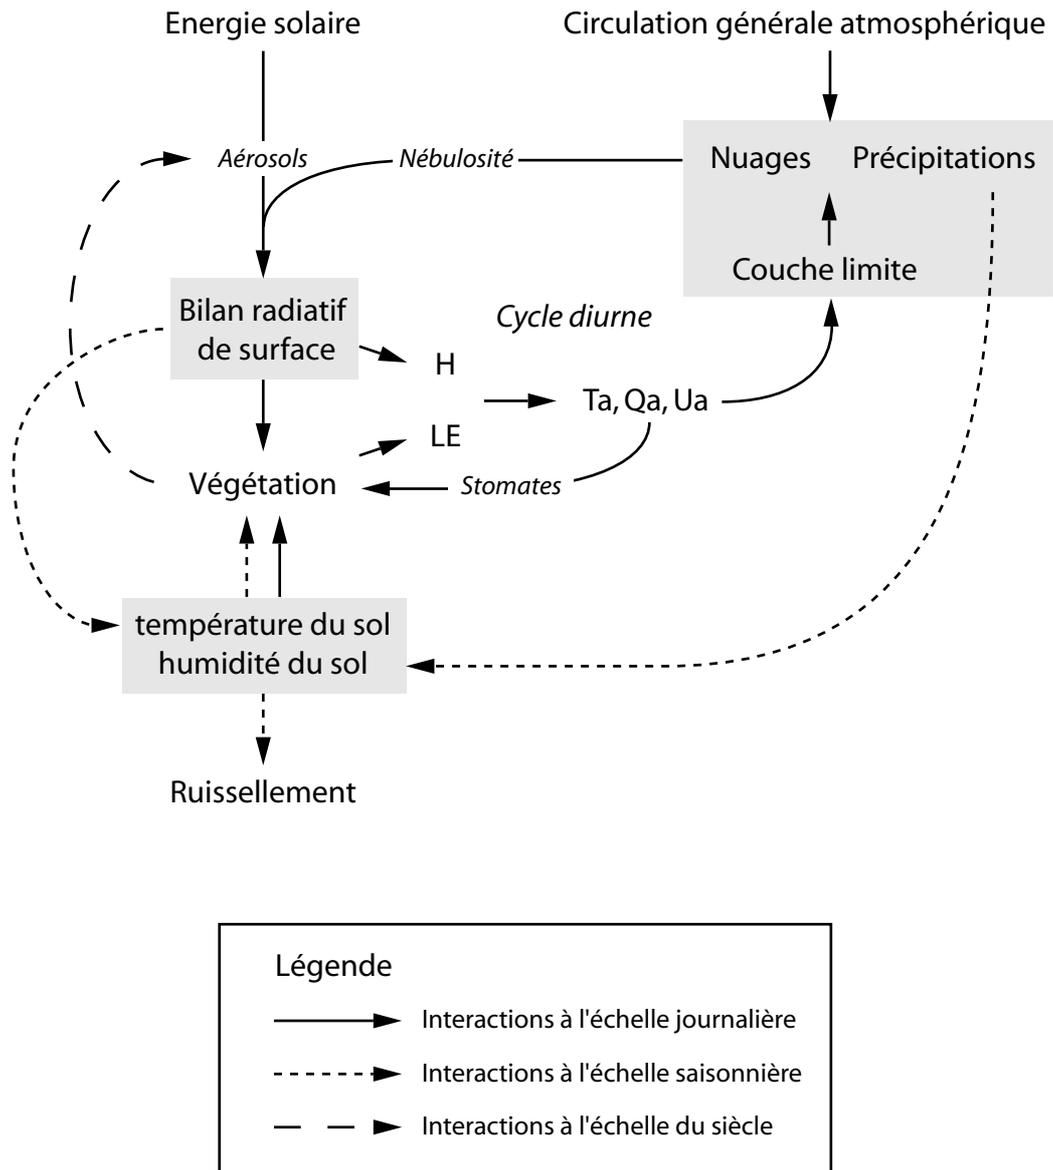 Energie solaire
Circulation générale atmosphérique
Aérosols
Nébulosité
Nuages
Précipitations
Couche limite
Bilan radiatif
de surface
Cycle diurne
H
Ta, Qa, Ua
LE
Végétation
Stomates
température du sol
humidité du sol
Ruissellement
Légende
Interactions à l'échelle journalière
Interactions à l'échelle saisonnière
Interactions à l'échelle du siècle